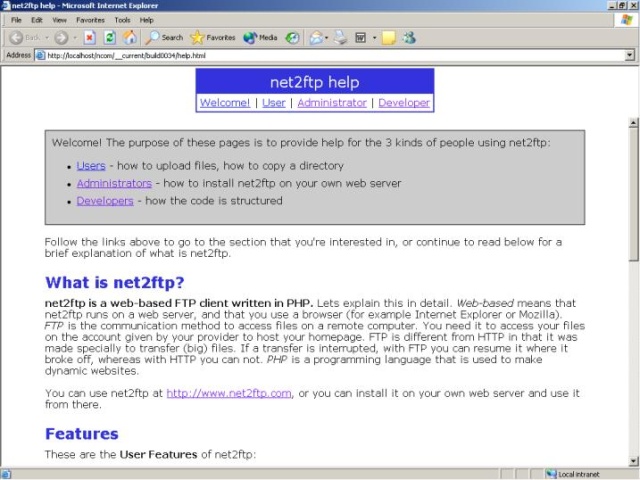 net2ftp help - Microsoft Internet Explorer
File Edit View Favorites Tools Help
Back Search Favorites Media
Address http://localhost/ncom/__current/build0034/help.html
net2ftp help
Welcome! | User | Administrator | Developer
Welcome! The purpose of these pages is to provide help for the 3 kinds of people using net2ftp:
• Users - how to upload files, how to copy a directory
• Administrators - how to install net2ftp on your own web server
• Developers - how the code is structured
Follow the links above to go to the section that you're interested in, or continue to read below for a
brief explanation of what is net2ftp.
What is net2ftp?
net2ftp is a web-based FTP client written in PHP. Lets explain this in detail. Web-based means that
net2ftp runs on a web server, and that you use a browser (for example Internet Explorer or Mozilla).
FTP is the communication method to access files on a remote computer. You need it to access your files
on the account given by your provider to host your homepage. FTP is different from HTTP in that it was
made specially to transfer (big) files. If a transfer is interrupted, with FTP you can resume it where it
broke off, whereas with HTTP you can not. PHP is a programming language that is used to make
dynamic websites.
You can use net2ftp at http://www.net2ftp.com, or you can install it on your own web server and use it
from there.
Features
These are the User Features of net2ftp:
Local intranet